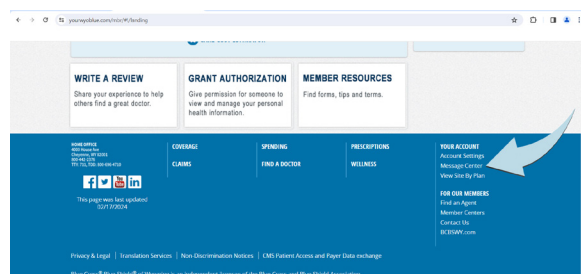 yourwyoblue.com/mbr/#/landing
WRITE A REVIEW
Share your experience to help
others find a great doctor.
GRANT AUTHORIZATION
Give permission for someone to
view and manage your personal
health information.
MEMBER RESOURCES
Find forms, tips and terms.
HOME OFFICE
4000 House Ave
Cheyenne, WY 82001
This page was last updated
02/17/2024
COVERAGE
CLAIMS
SPENDING
FIND A DOCTOR
PRESCRIPTIONS
WELLNESS
YOUR ACCOUNT
Account Settings
Message Center
View Site By Plan
FOR OUR MEMBERS
Find an Agent
Member Centers
Contact Us
BCBSWY.com
Privacy & Legal | Translation Services | Non-Discrimination Notices | CMS Patient Access and Payer Data exchange